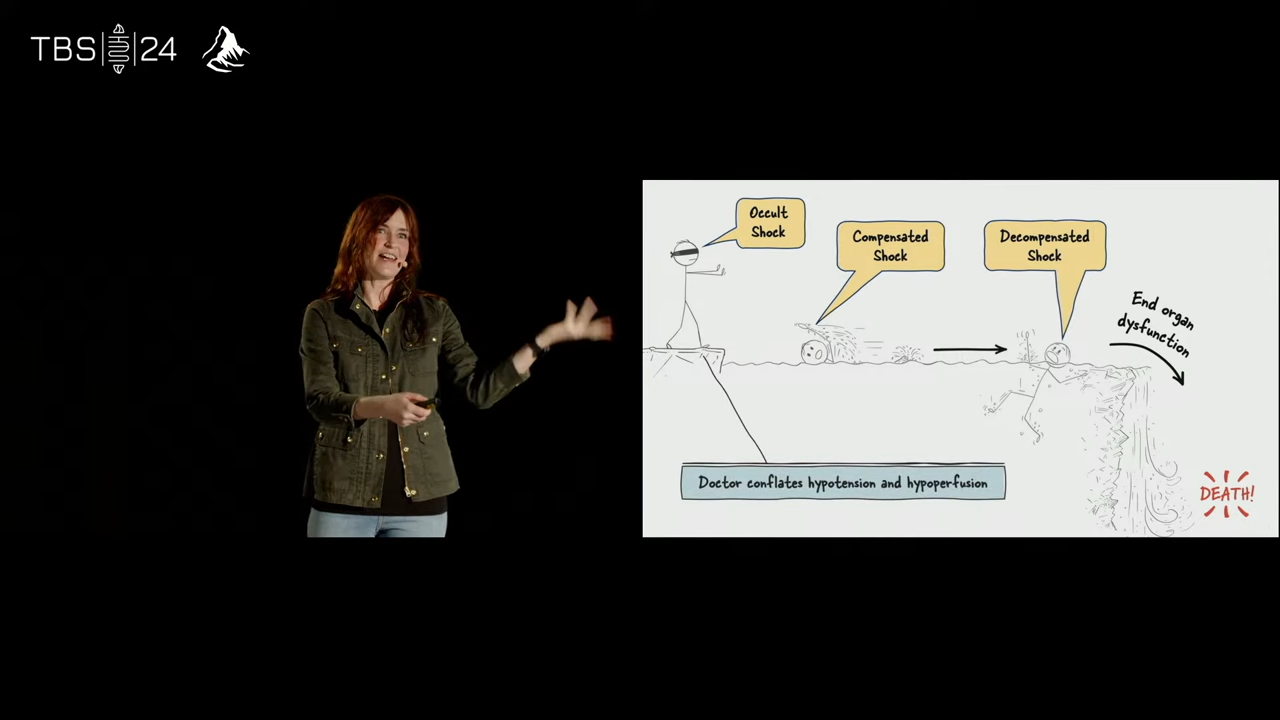 TBS 24
Occult
Shock
Compensated
Shock
Decompensated
Shock
End organ
dysfunction
Doctor conflates hypotension and hypoperfusion
DEATH!